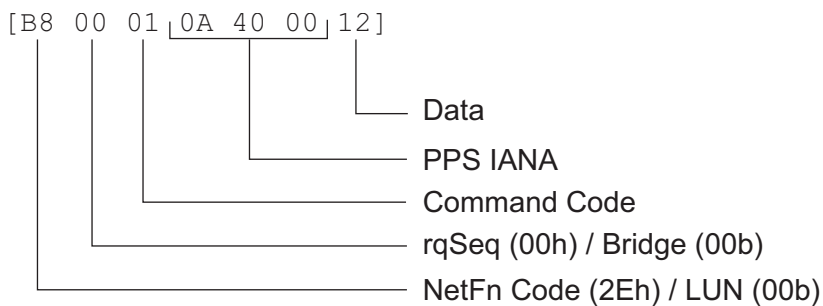 [B8 00 01 0A 40 00 12]
Data
PPS IANA
Command Code
rqSeq (00h) / Bridge (00b)
NetFn Code (2Eh) / LUN (00b)